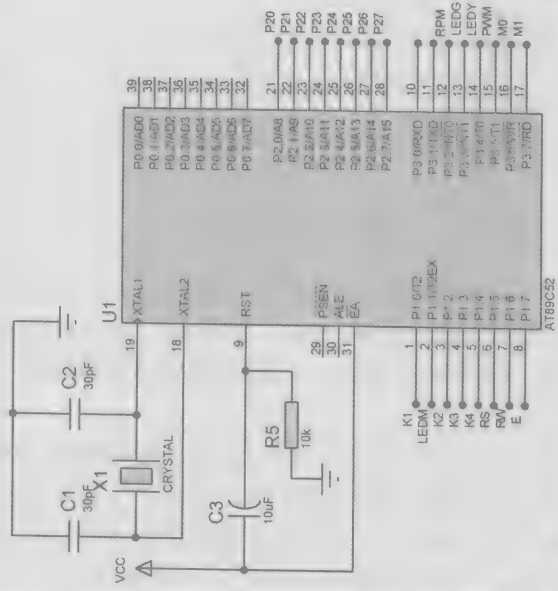 C1
30pF
C2
30pF
X1
CRYSTAL
VCC
C3
10uF
R5
10k
U1
19
XTAL1
18
XTAL2
9
RST
29
PSEN
30
ALE
31
EA
K1
1
P1.0/T2
LEDM
2
P1.1/T2EX
K2
3
P1.2
K3
4
P1.3
K4
5
P1.4
RS
6
P1.5
RW
7
P1.6
E
8
P1.7
P0.0/AD0
39
P0.1/AD1
38
P0.2/AD2
37
P0.3/AD3
36
P0.4/AD4
35
P0.5/AD5
34
P0.6/AD6
33
P0.7/AD7
32
P2.0/A8
21
P20
P2.1/A9
22
P21
P2.2/A10
23
P22
P2.3/A11
24
P23
P2.4/A12
25
P24
P2.5/A13
26
P25
P2.6/A14
27
P26
P2.7/A15
28
P27
P3.0/RXD
10
P3.1/TXD
11
P3.2/INT0
12
RPM
P3.3/INT1
13
LEDG
P3.4/T0
14
LEDY
P3.5/T1
15
PWM
P3.6/WR
16
M0
P3.7/RD
17
M1
AT89C52